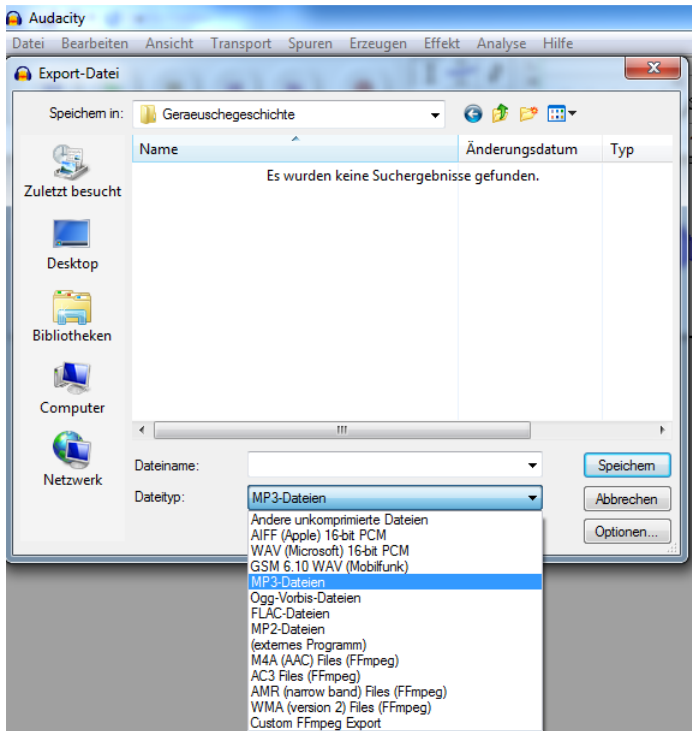 Audacity
Datei Bearbeiten Ansicht Transport Spuren Erzeugen Effekt Analyse Hilfe
Export-Datei
Speichern in: Geraeuschegeschichte
Name Änderungsdatum Typ
Es wurden keine Suchergebnisse gefunden.
Zuletzt besucht
Desktop
Bibliotheken
Computer
Netzwerk
Dateiname: Speichern
Dateityp: MP3-Dateien Abbrechen
Optionen...
Andere unkomprimierte Dateien
AIFF (Apple) 16-bit PCM
WAV (Microsoft) 16-bit PCM
GSM 6.10 WAV (Mobilfunk)
MP3-Dateien
Ogg-Vorbis-Dateien
FLAC-Dateien
MP2-Dateien
(externes Programm)
M4A (AAC) Files (FFmpeg)
AC3 Files (FFmpeg)
AMR (narrow band) Files (FFmpeg)
WMA (version 2) Files (FFmpeg)
Custom FFmpeg Export